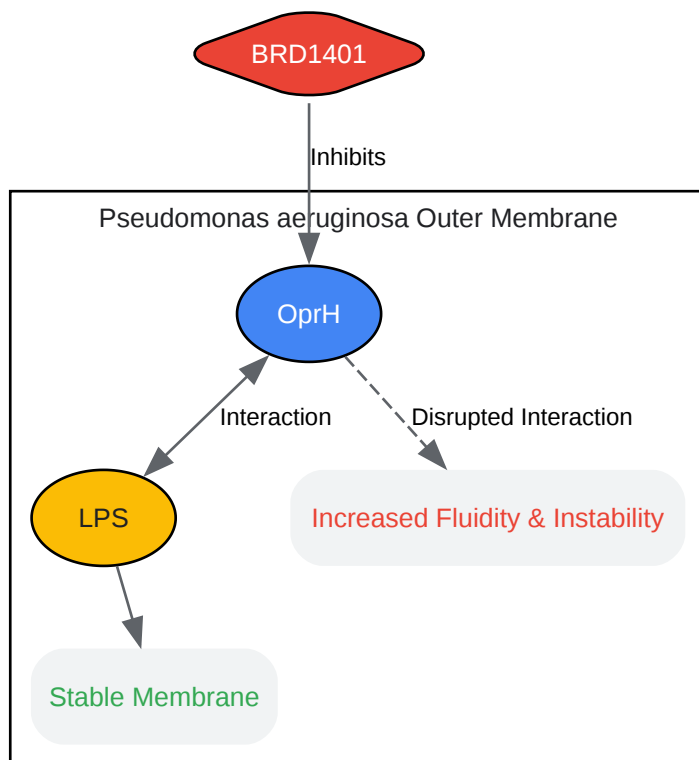 BRD1401
Inhibits
Pseudomonas aeruginosa Outer Membrane
OprH
Interaction
Disrupted Interaction
LPS
Increased Fluidity & Instability
Stable Membrane